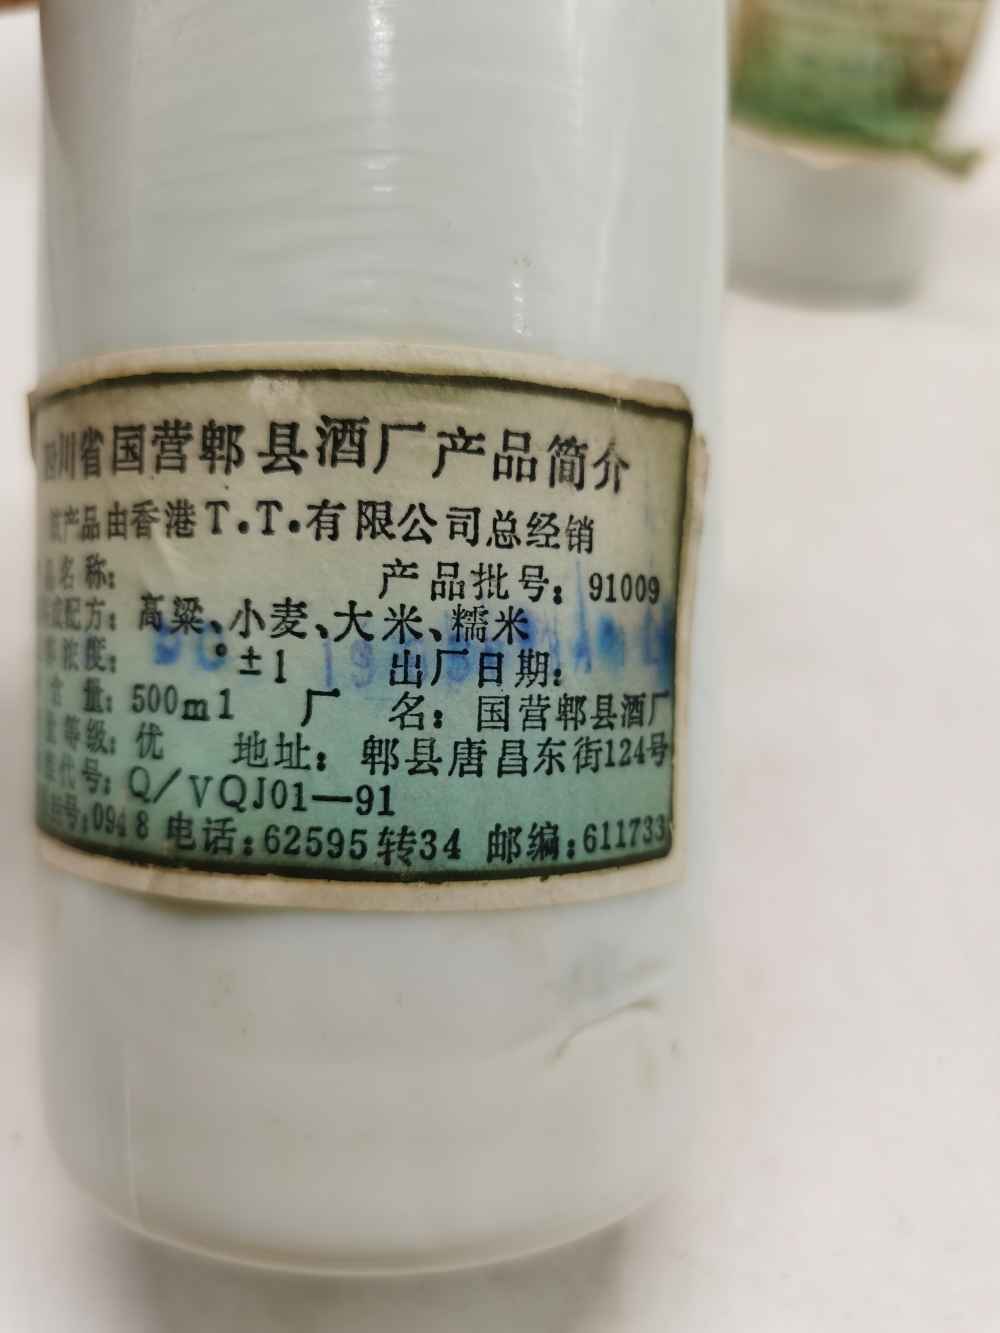 川省国营郫县酒厂产品简介
产品由香港T.T.有限公司总经销
名称: 产品批号: 91009
配方: 高粱、小麦、大米、糯米
浓度: °±1 出厂日期:
量: 500ml 厂 名: 国营郫县酒厂
等级: 优 地址: 郫县唐昌东街124号
代号: Q/VQJ01—91
号:0948 电话:62595转34 邮编:611733